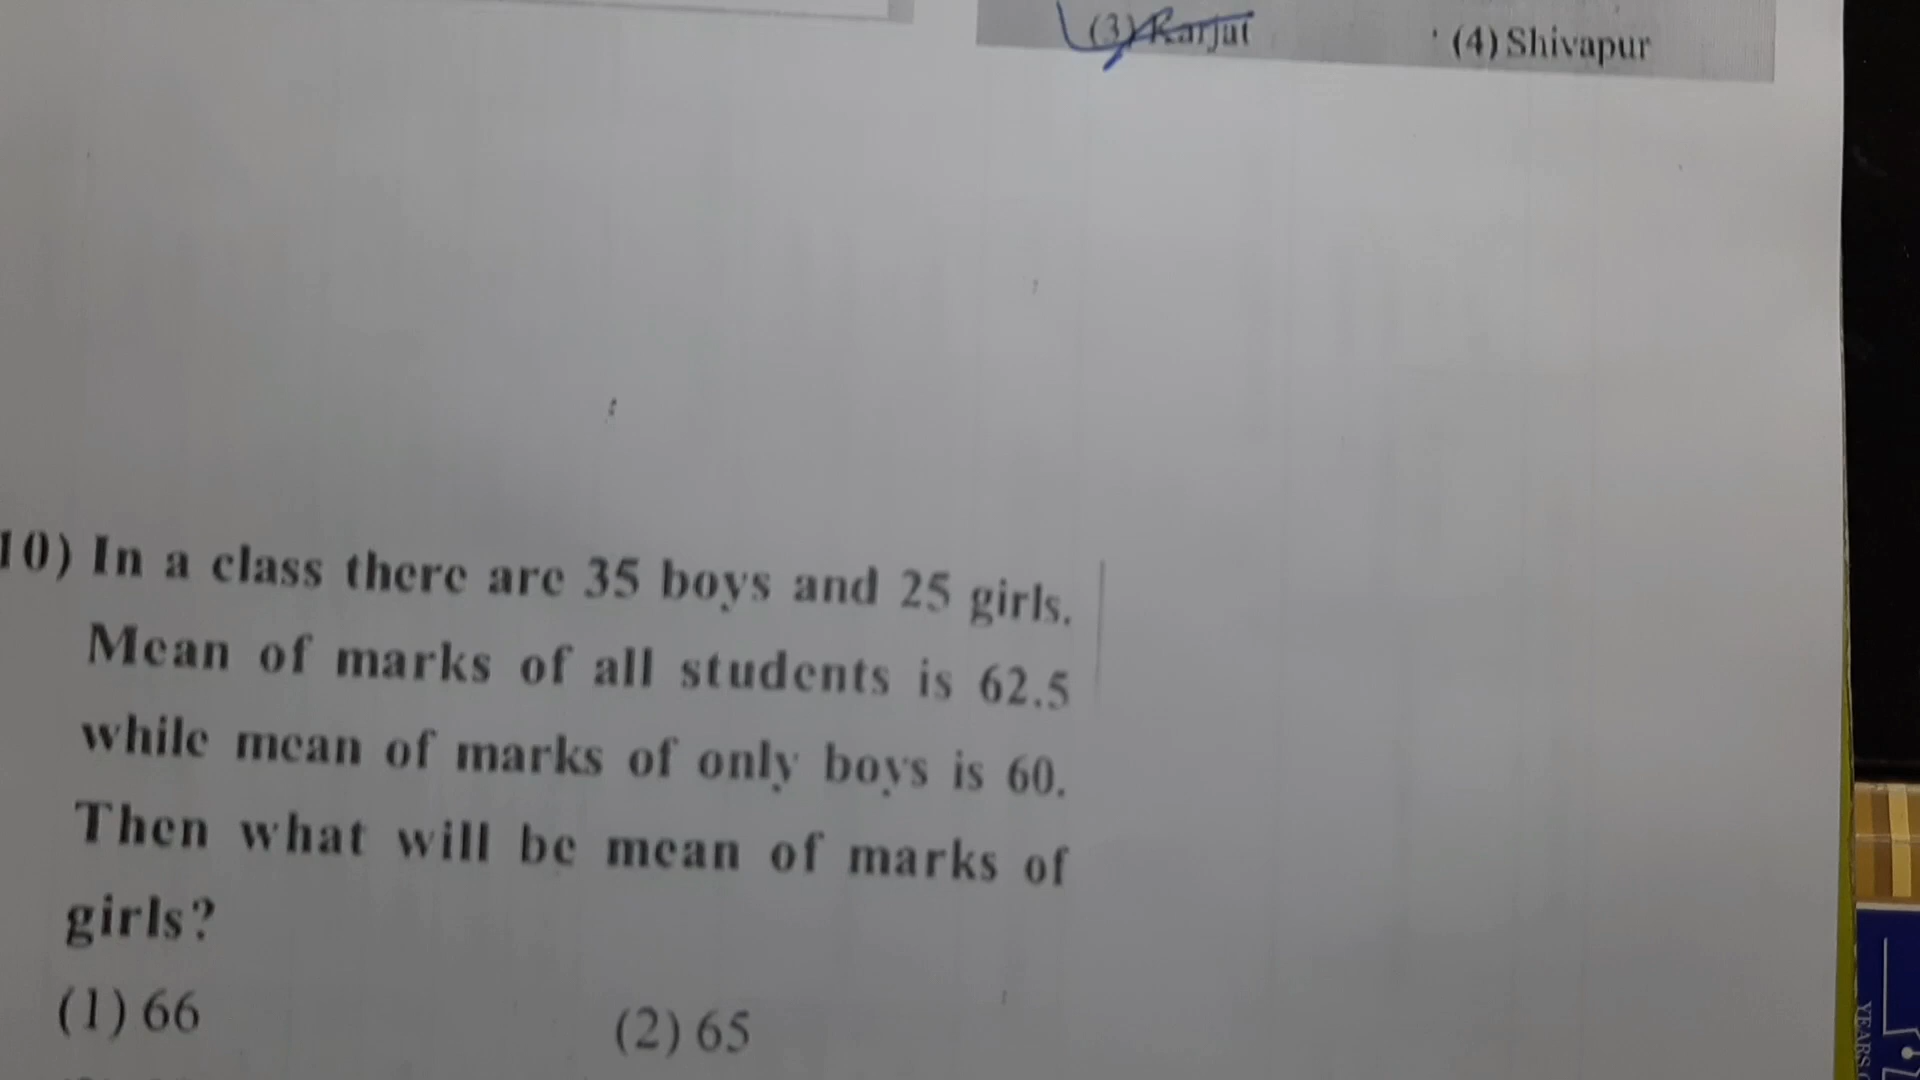 (3) Karjat (4) Shivapur
10) In a class there are 35 boys and 25 girls.
Mean of marks of all students is 62.5
while mean of marks of only boys is 60.
Then what will be mean of marks of
girls?
(1) 66 (2) 65
YEARS